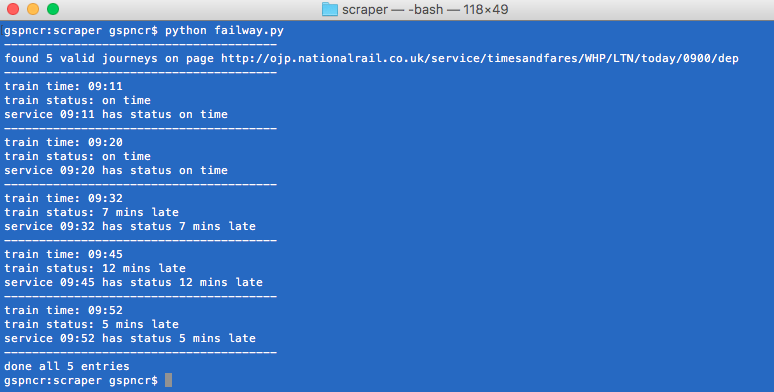 scraper — -bash — 118×49
gspncr:scraper gspncr$ python failway.py
---------------------------------------
found 5 valid journeys on page http://ojp.nationalrail.co.uk/service/timesandfares/WHP/LTN/today/0900/dep
---------------------------------------
train time: 09:11
train status: on time
service 09:11 has status on time
---------------------------------------
train time: 09:20
train status: on time
service 09:20 has status on time
---------------------------------------
train time: 09:32
train status: 7 mins late
service 09:32 has status 7 mins late
---------------------------------------
train time: 09:45
train status: 12 mins late
service 09:45 has status 12 mins late
---------------------------------------
train time: 09:52
train status: 5 mins late
service 09:52 has status 5 mins late
---------------------------------------
done all 5 entries
gspncr:scraper gspncr$